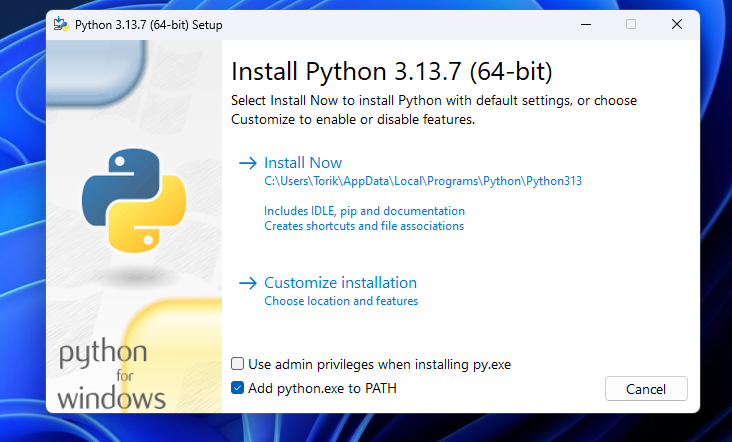 Python 3.13.7 (64-bit) Setup
Install Python 3.13.7 (64-bit)
Select Install Now to install Python with default settings, or choose
Customize to enable or disable features.
Install Now
C:\Users\Torik\AppData\Local\Programs\Python\Python313
Includes IDLE, pip and documentation
Creates shortcuts and file associations
Customize installation
Choose location and features
python
for
windows
Use admin privileges when installing py.exe
Add python.exe to PATH
Cancel